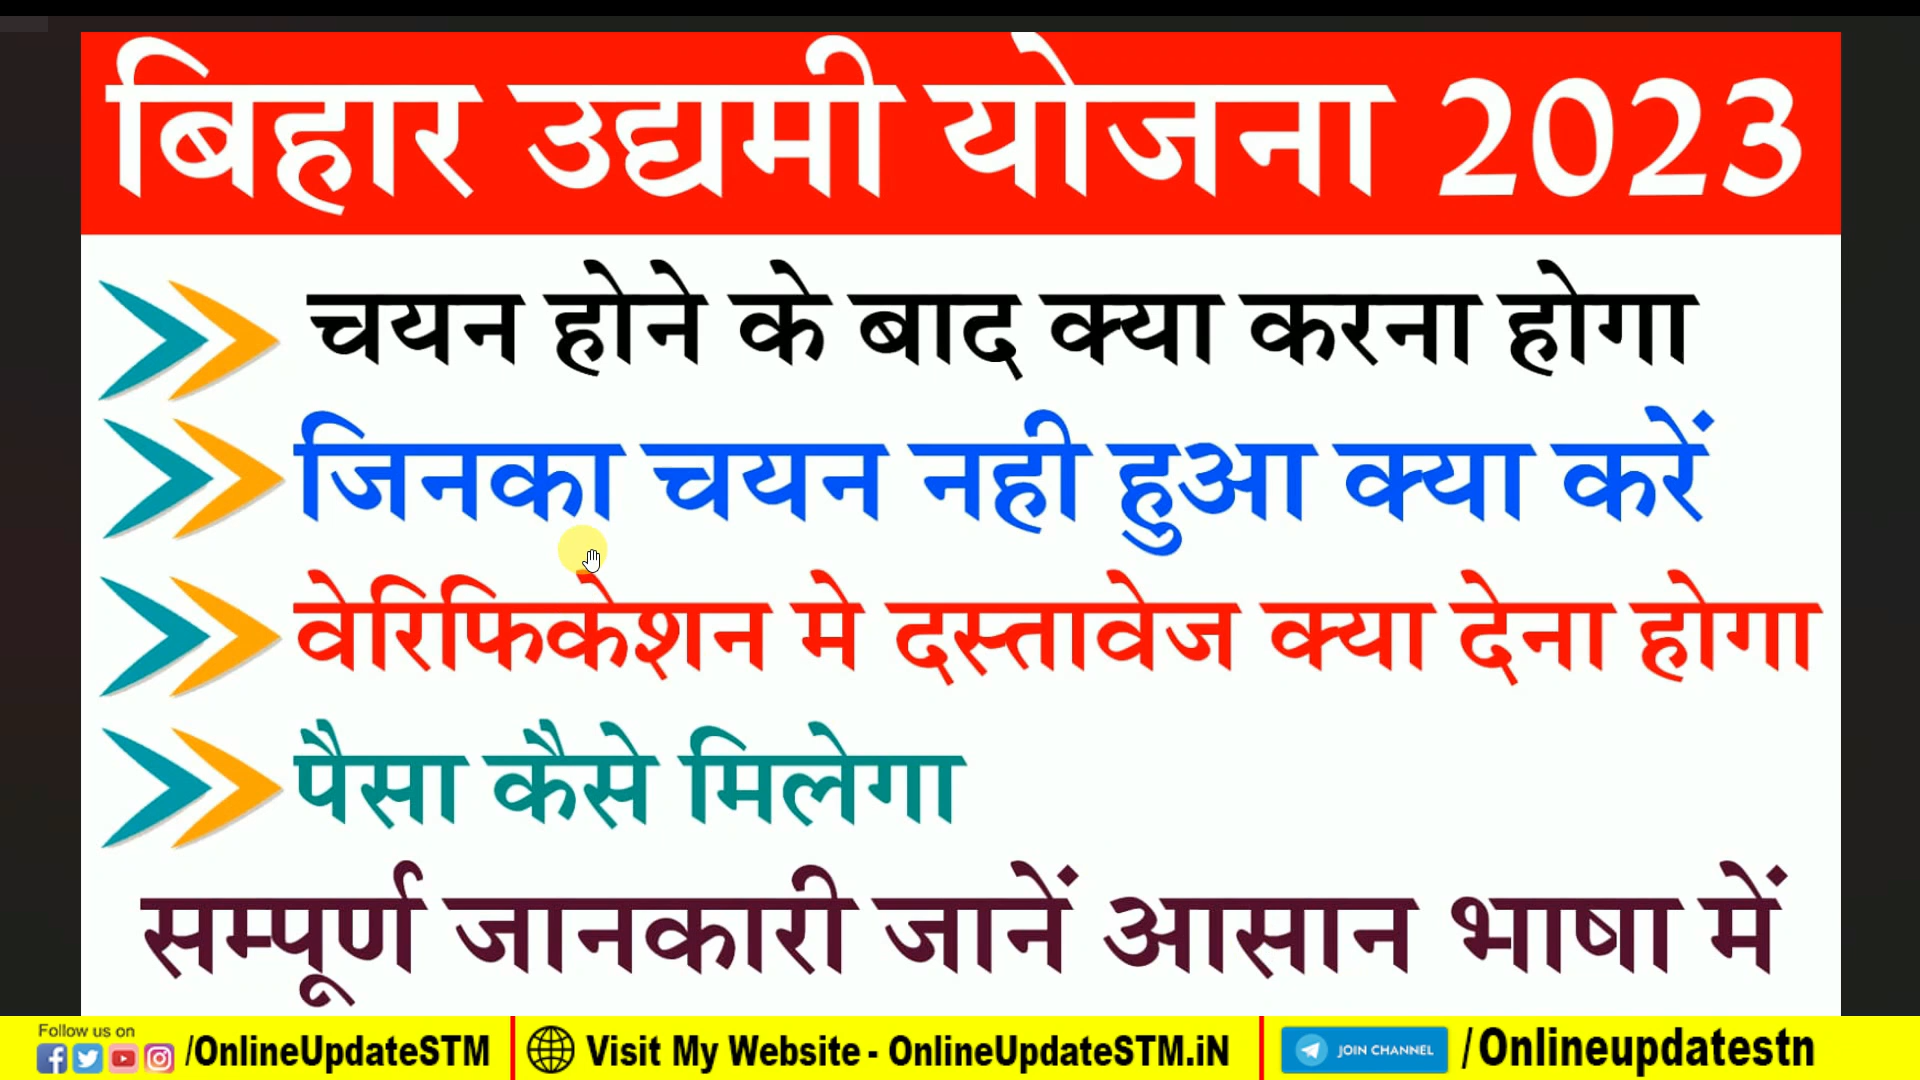 बिहार उद्यमी योजना 2023
चयन होने के बाद क्या करना होगा
जिनका चयन नही हुआ क्या करें
वेरिफिकेशन मे दस्तावेज क्या देना होगा
पैसा कैसे मिलेगा
सम्पूर्ण जानकारी जानें आसान भाषा में
Follow us on
/OnlineUpdateSTM
Visit My Website - OnlineUpdateSTM.iN
JOIN CHANNEL
/Onlineupdatestn